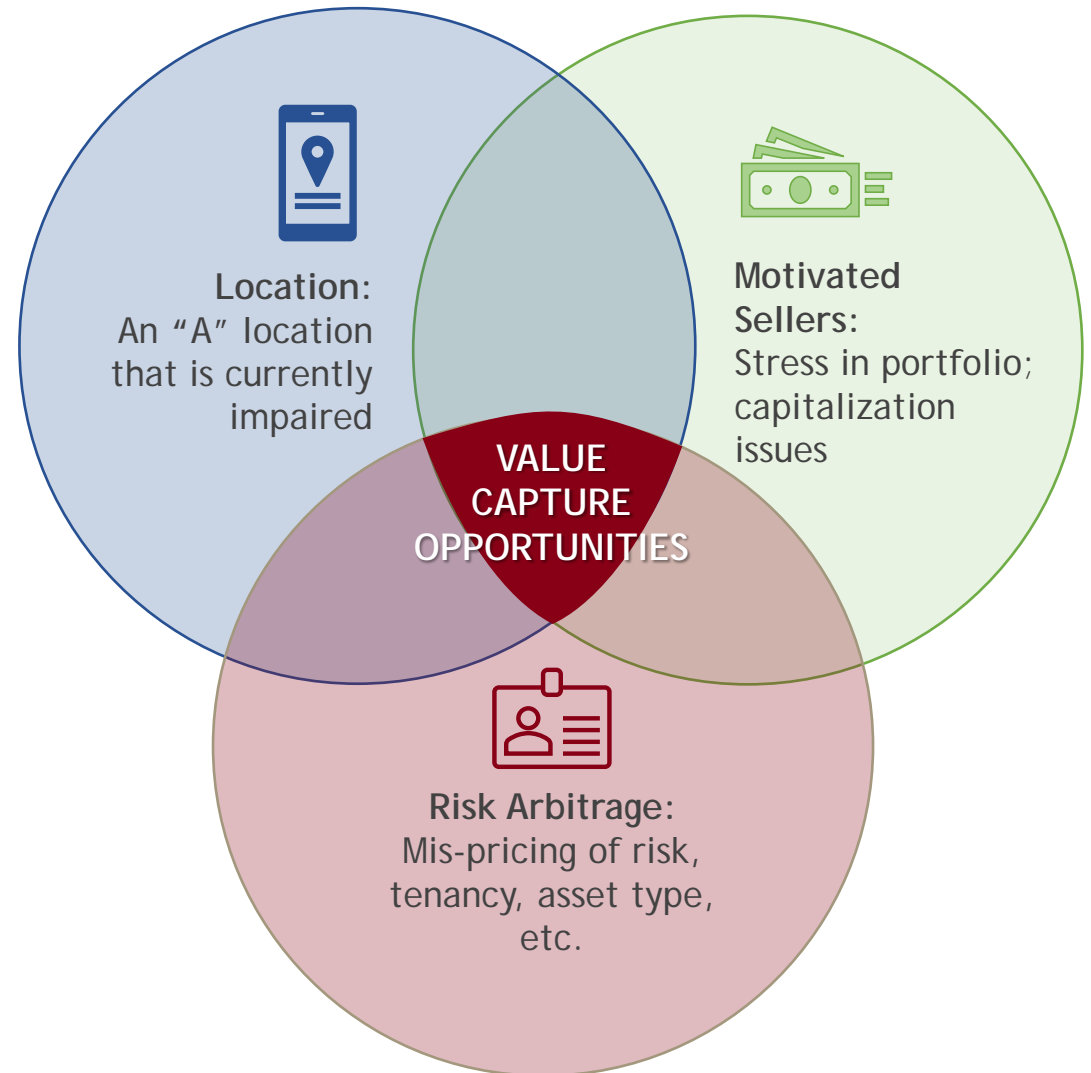 Location:
An “A” location
that is currently
impaired
Motivated
Sellers:
Stress in portfolio;
capitalization
issues
VALUE
CAPTURE
OPPORTUNITIES
Risk Arbitrage:
Mis-pricing of risk,
tenancy, asset type,
etc.